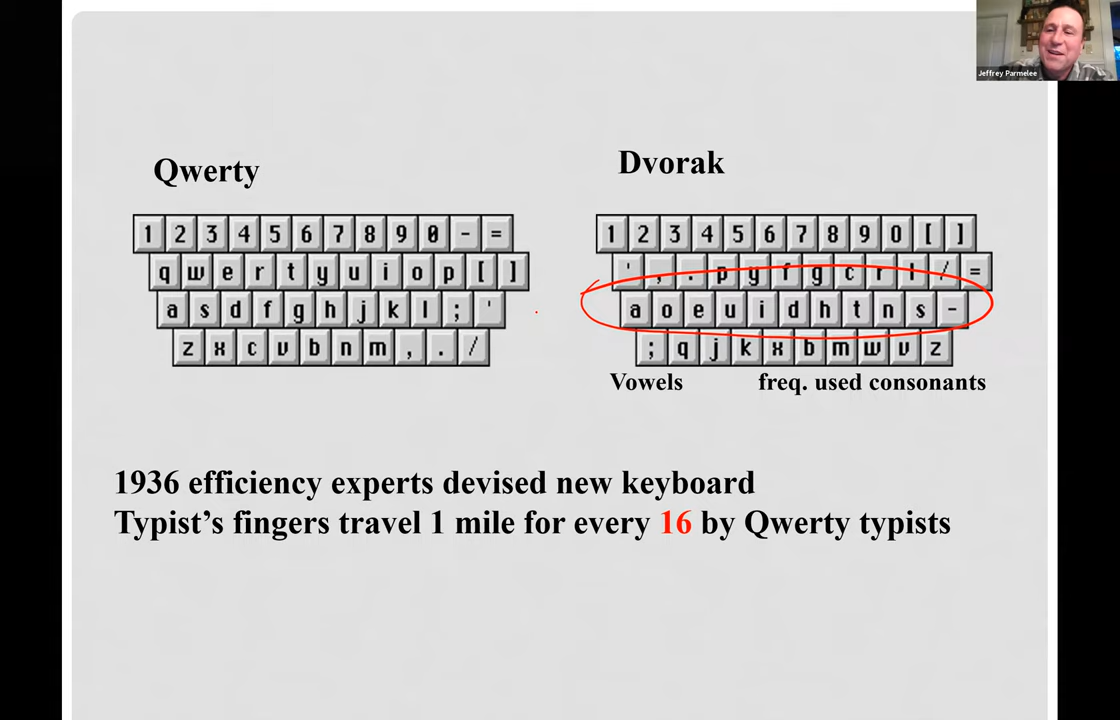 Jeffrey Parmelee
Qwerty
Dvorak
1 2 3 4 5 6 7 8 9 0 - =
q w e r t y u i o p [ ]
a s d f g h j k l ; '
z x c v b n m , . /
1 2 3 4 5 6 7 8 9 0 [ ]
' , . p y f g c r l / =
a o e u i d h t n s -
; q j k x b m w v z
Vowels
freq. used consonants
1936 efficiency experts devised new keyboard
Typist’s fingers travel 1 mile for every 16 by Qwerty typists